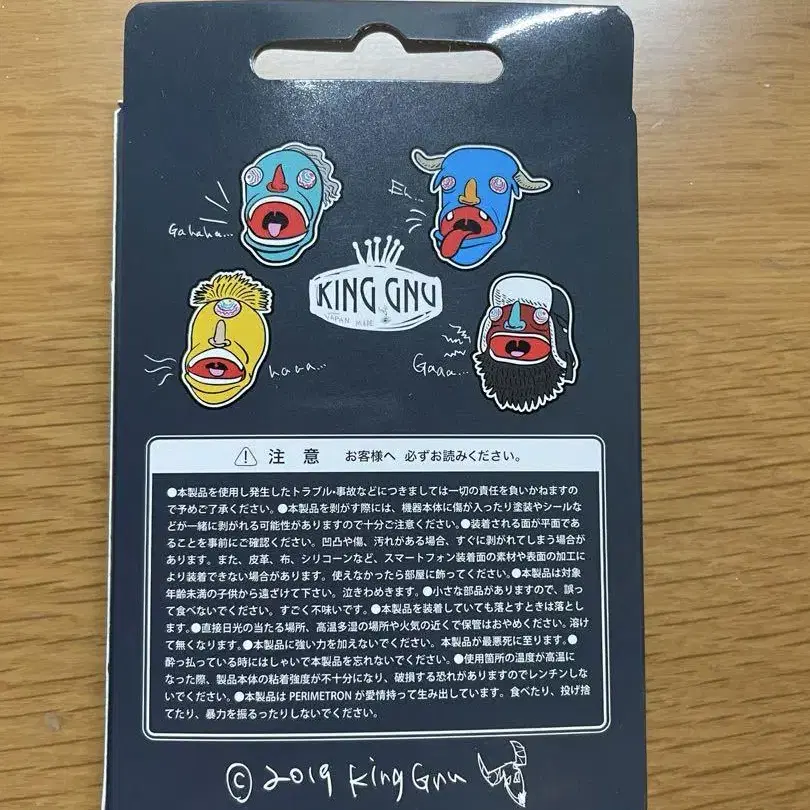 Gahaha...
Eh...
KING GNU
JAPAN MADE
haha...
Gaaa...
⚠ 注 意 お客様へ 必ずお読みください。
●本製品を使用し発生したトラブル・事故などにつきましては一切の責任を負いかねますの
で予めご了承ください。●本製品を剥がす際には、機器本体に傷が入ったり塗装やシールな
どが一緒に剥がれる可能性がありますので十分ご注意ください。●装着される面が平面であ
ることを事前にご確認ください。凹凸や傷、汚れがある場合、すぐに剥がれてしまう場合が
あります。また、皮革、布、シリコーンなど、スマートフォン装着面の素材や表面の加工に
より装着できない場合があります。使えなかったら部屋に飾ってください。●本製品は対象
年齢未満の子供から遠ざけて下さい。泣きわめきます。●小さな部品がありますので、誤っ
て食べないでください。すごく不味いです。●本製品を装着していても落とすときは落とし
ます。●直接日光の当たる場所、高温多湿の場所や火気の近くで保管はおやめください。溶け
て無くなります。●本製品に強い力を加えないでください。本製品が最悪死に至ります。●
酔っ払っている時にはしゃいで本製品を忘れないでください。●使用箇所の温度が高温に
なった際、製品本体の粘着強度が不十分になり、破損する恐れがありますのでレンチンしな
いでください。●本製品は PERIMETRON が愛情持って生み出しています。食べたり、投げ捨
てたり、暴力を振るったりしないでください。
© 2019 King Gnu